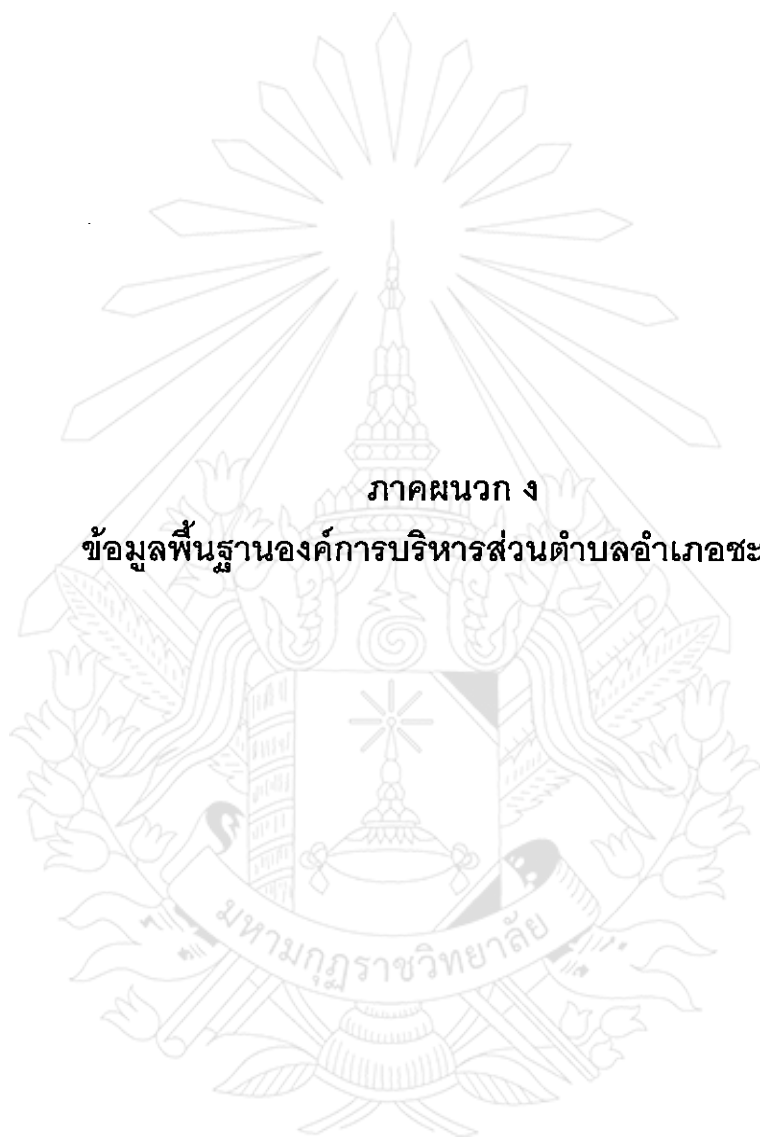 ภาคผนวก ง
ข้อมูลพื้นฐานองค์การบริหารส่วนตำบลอำเภอชะ
มหามกุฏราชวิทยาลัย